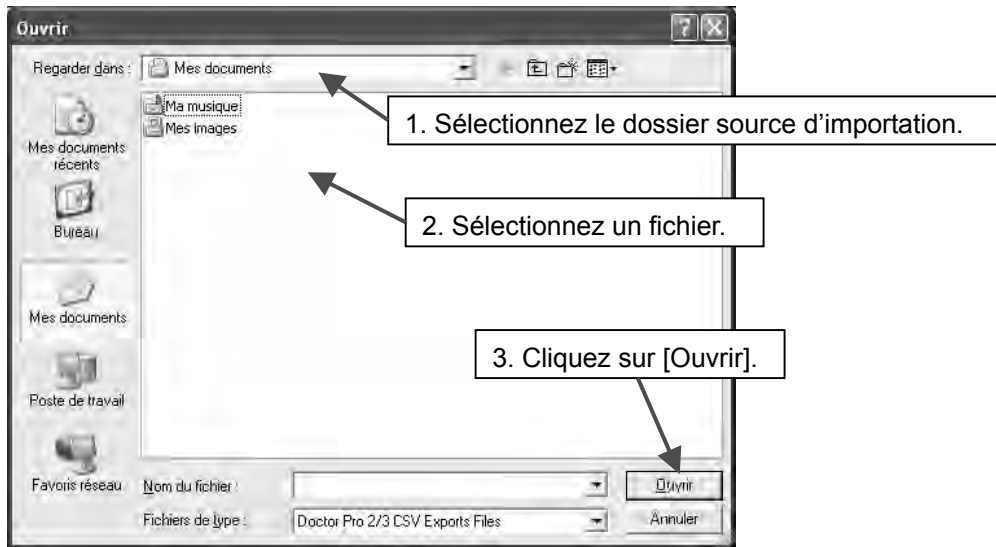 Ouvrir
Regarder dans : Mes documents
Ma musique
Mes images
1. Sélectionnez le dossier source d’importation.
Mes documents
récents
2. Sélectionnez un fichier.
Bureau
Mes documents
3. Cliquez sur [Ouvrir].
Poste de travail
Favoris réseau
Nom du fichier :
Ouvrir
Fichiers de type : Doctor Pro 2/3 CSV Exports Files
Annuler